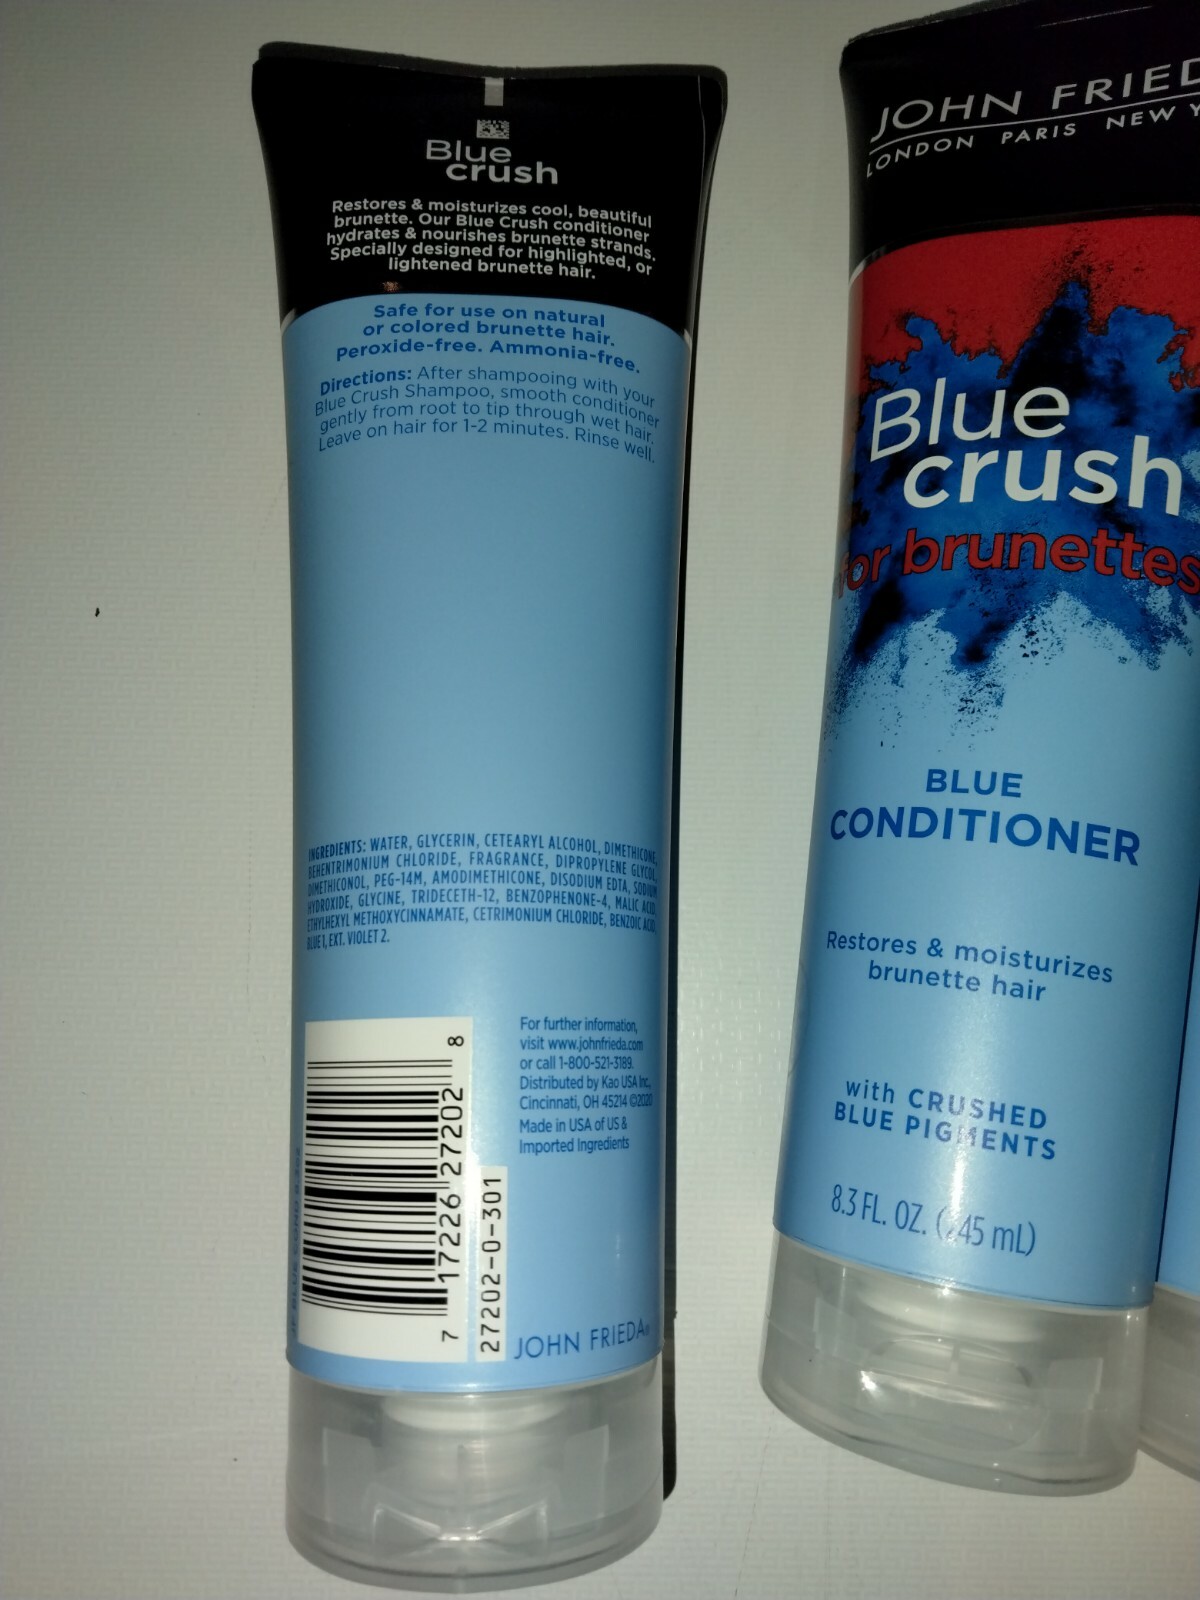 Blue
crush
Restores & moisturizes cool, beautiful
brunette. Our Blue Crush conditioner
hydrates & nourishes brunette strands.
Specially designed for highlighted, or
lightened brunette hair.
Safe for use on natural
or colored brunette hair.
Peroxide-free. Ammonia-free.
Directions: After shampooing with your
Blue Crush Shampoo, smooth conditioner
gently from root to tip through wet hair.
Leave on hair for 1-2 minutes. Rinse well.
INGREDIENTS: WATER, GLYCERIN, CETEARYL ALCOHOL, DIMETHICONE,
BEHENTRIMONIUM CHLORIDE, FRAGRANCE, DIPROPYLENE GLYCOL,
DIMETHICONOL, PEG-14M, AMODIMETHICONE, DISODIUM EDTA, SODIUM
HYDROXIDE, GLYCINE, TRIDECETH-12, BENZOPHENONE-4, MALIC ACID,
ETHYLHEXYL METHOXYCINNAMATE, CETRIMONIUM CHLORIDE, BENZOIC ACID,
BLUE 1, EXT. VIOLET 2.
For further information,
visit www.johnfrieda.com
or call 1-800-521-3189.
Distributed by Kao USA Inc.,
Cincinnati, OH 45214 ©2020
Made in USA of US &
Imported Ingredients
7 17226 27202 8
27202-0-301
JOHN FRIEDA®
JOHN FRIED
LONDON PARIS NEW Y
Blue
crush
for brunettes
BLUE
CONDITIONER
Restores & moisturizes
brunette hair
with CRUSHED
BLUE PIGMENTS
8.3 FL. OZ. (245 mL)